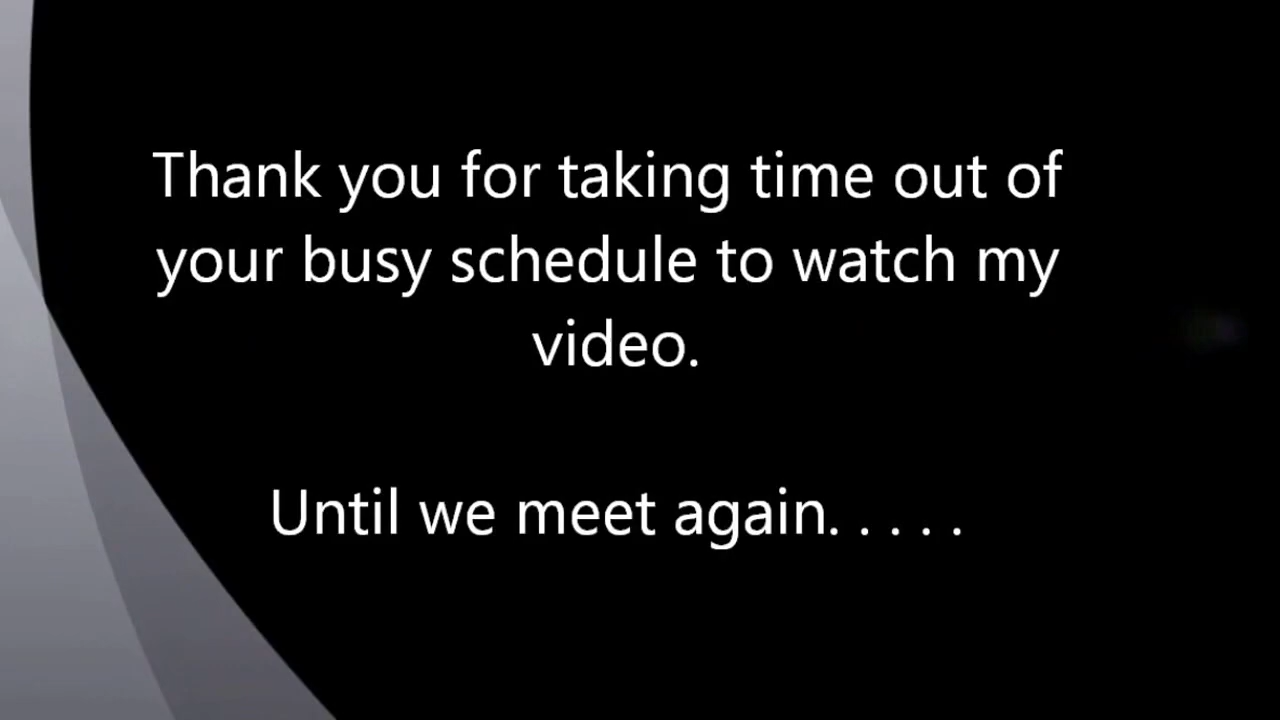 Thank you for taking time out of
your busy schedule to watch my
video.
Until we meet again. . . . .